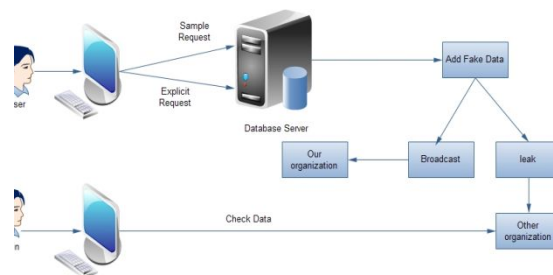 Sample
Request
Add Fake Data
ser
Explicit
Request
Database Server
Our
organization
Broadcast
leak
Check Data
Other
organization
n